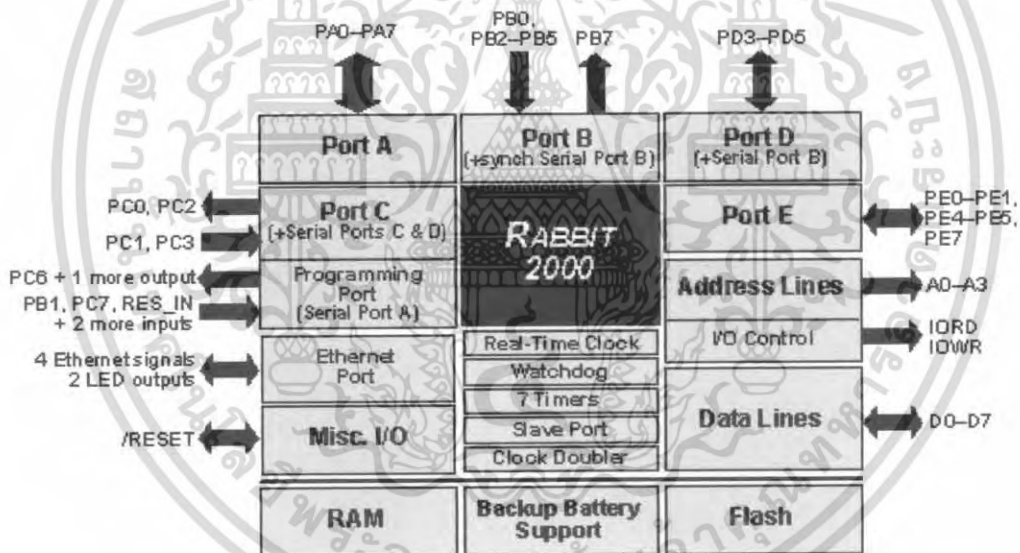 PA0–PA7
PB0,
PB2–PB5
PB7
PD3–PD5
Port A
Port B
(+synch Serial Port B)
Port D
(+Serial Port B)
PC0, PC2
PC1, PC3
Port C
(+Serial Ports C & D)
RABBIT
2000
Port E
PE0–PE1,
PE4–PE5,
PE7
PC6 + 1 more output
PB1, PC7, RES_IN
+ 2 more inputs
Programming
Port
(Serial Port A)
Address Lines
A0–A3
I/O Control
IORD
IOWR
4 Ethernet signals
2 LED outputs
Ethernet
Port
Real-Time Clock
Watchdog
7 Timers
Slave Port
Clock Doubler
Data Lines
D0–D7
/RESET
Misc. I/O
RAM
Backup Battery
Support
Flash